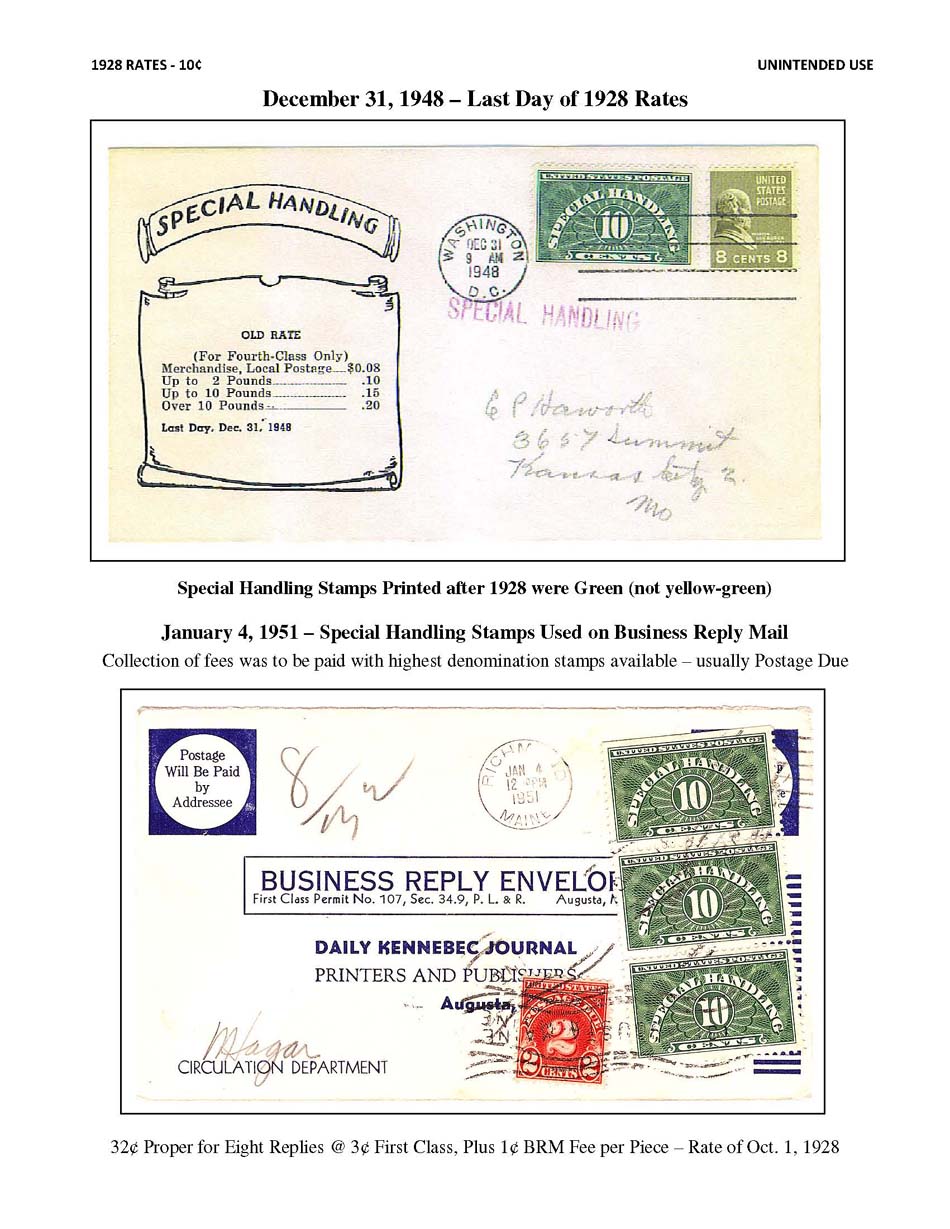 1928 RATES - 10¢
UNINTENDED USE
December 31, 1948 – Last Day of 1928 Rates
SPECIAL HANDLING
OLD RATE
(For Fourth-Class Only)
Merchandise, Local Postage $0.08
Up to 2 Pounds .10
Up to 10 Pounds .15
Over 10 Pounds .20
Last Day, Dec. 31, 1948
WASHINGTON
DEC 31
9 AM
1948
D.C.
UNITED STATES POSTAGE
SPECIAL HANDLING
10
CENTS
UNITED
STATES
POSTAGE
8 CENTS 8
SPECIAL HANDLING
E P Haworth
3657 Summit
Kansas City 2.
Mo
Special Handling Stamps Printed after 1928 were Green (not yellow-green)
January 4, 1951 – Special Handling Stamps Used on Business Reply Mail
Collection of fees was to be paid with highest denomination stamps available – usually Postage Due
Postage
Will Be Paid
by
Addressee
8/
JAN 4
12 PM
1951
MAINE
UNITED STATES POSTAGE
SPECIAL HANDLING
10
CENTS
BUSINESS REPLY ENVELO
First Class Permit No. 107, Sec. 34.9, P. L. & R. Augusta,
SPECIAL HANDLING
10
CENTS
DAILY KENNEBEC JOURNAL
PRINTERS AND PUBLISHERS
Augusta,
UNITED STATES POSTAGE
SPECIAL HANDLING
10
CENTS
UNITED STATES
POSTAGE DUE
2
2 CENTS 2
CIRCULATION DEPARTMENT
32¢ Proper for Eight Replies @ 3¢ First Class, Plus 1¢ BRM Fee per Piece – Rate of Oct. 1, 1928